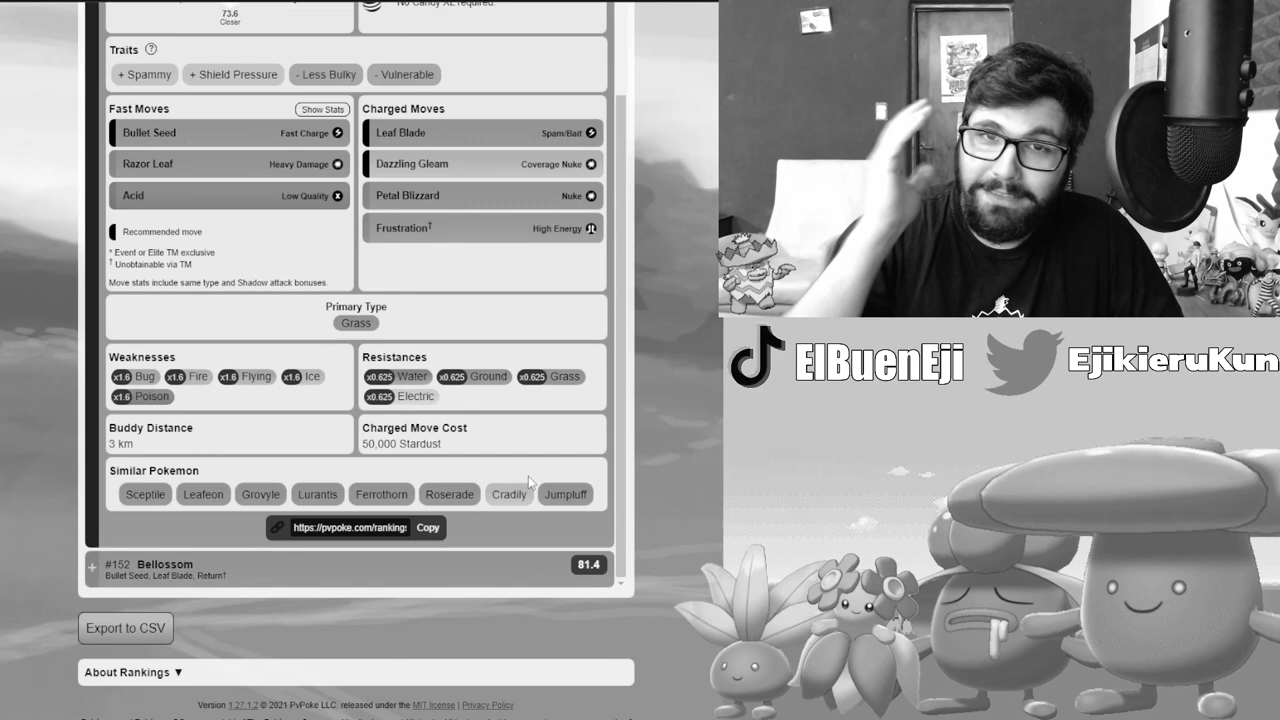 73.6
Closer
No Candy XL required.
Traits ?
+ Spammy + Shield Pressure - Less Bulky - Vulnerable
Fast Moves Show Stats
Bullet Seed Fast Charge
Razor Leaf Heavy Damage
Acid Low Quality
Recommended move
* Event or Elite TM exclusive
† Unobtainable via TM
Move stats include same type and Shadow attack bonuses.
Charged Moves
Leaf Blade Spam/Bait
Dazzling Gleam Coverage Nuke
Petal Blizzard Nuke
Frustration† High Energy
Primary Type
Grass
Weaknesses
x1.6 Bug x1.6 Fire x1.6 Flying x1.6 Ice
x1.6 Poison
Resistances
x0.625 Water x0.625 Ground x0.625 Grass
x0.625 Electric
Buddy Distance
3 km
Charged Move Cost
50,000 Stardust
Similar Pokemon
Sceptile Leafeon Grovyle Lurantis Ferrothorn Roserade Cradily Jumpluff
https://pvpoke.com/rankings Copy
+ #152 Bellossom 81.4
Bullet Seed, Leaf Blade, Return†
Export to CSV
About Rankings ▼
Version 1.27.1.2 © 2021 PvPoke LLC, released under the MIT license | Privacy Policy
ElBuenEji
EjikieruKun